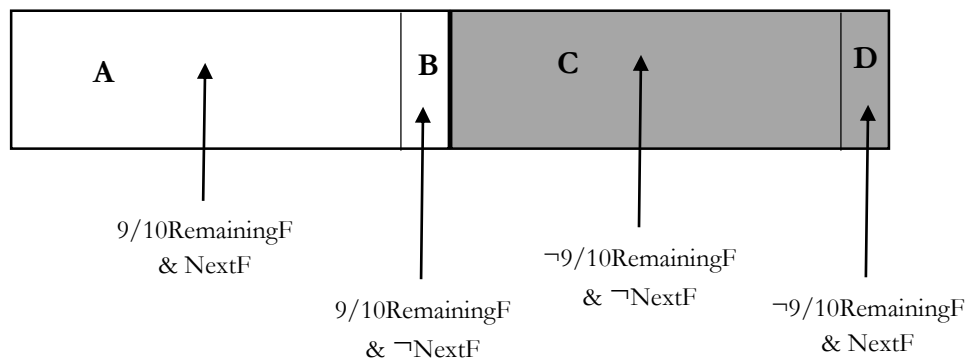 A
B
C
D
9/10RemainingF
& NextF
9/10RemainingF
& ¬NextF
¬9/10RemainingF
& ¬NextF
¬9/10RemainingF
& NextF